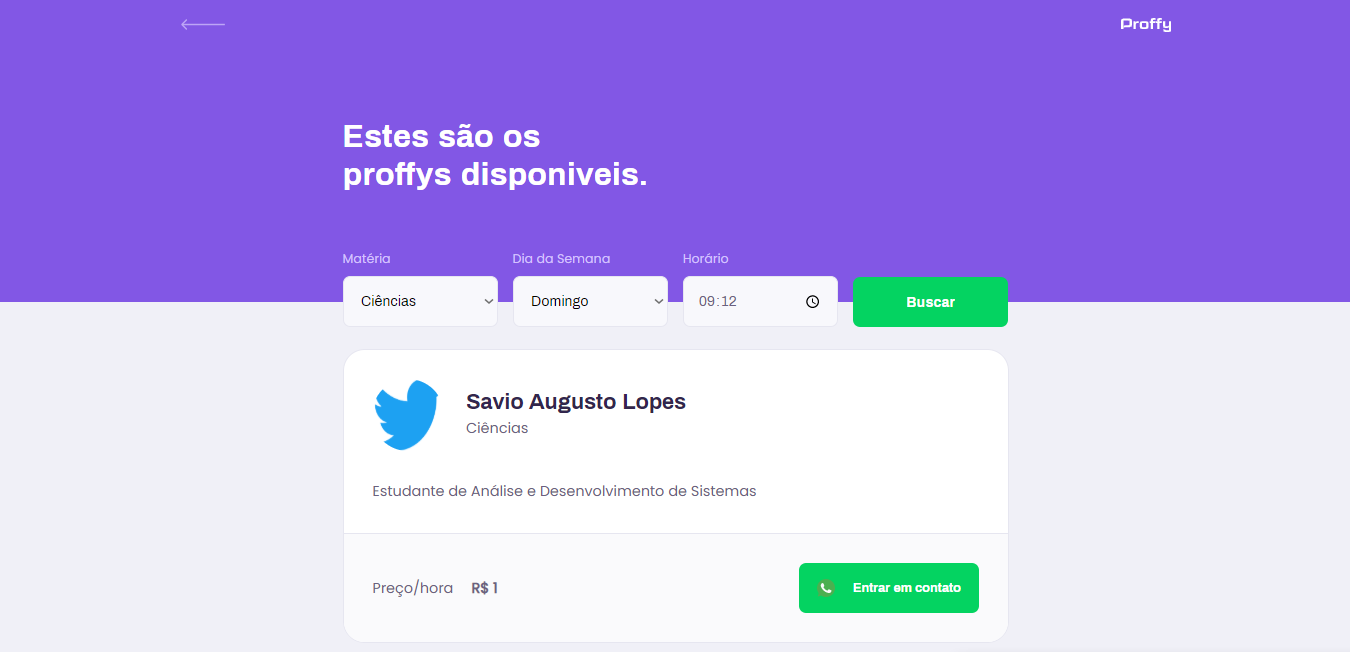 Proffy
Estes são os
proffys disponiveis.
Matéria Dia da Semana Horário
Ciências Domingo 09:12 Buscar
Savio Augusto Lopes
Ciências
Estudante de Análise e Desenvolvimento de Sistemas
Preço/hora R$ 1 Entrar em contato